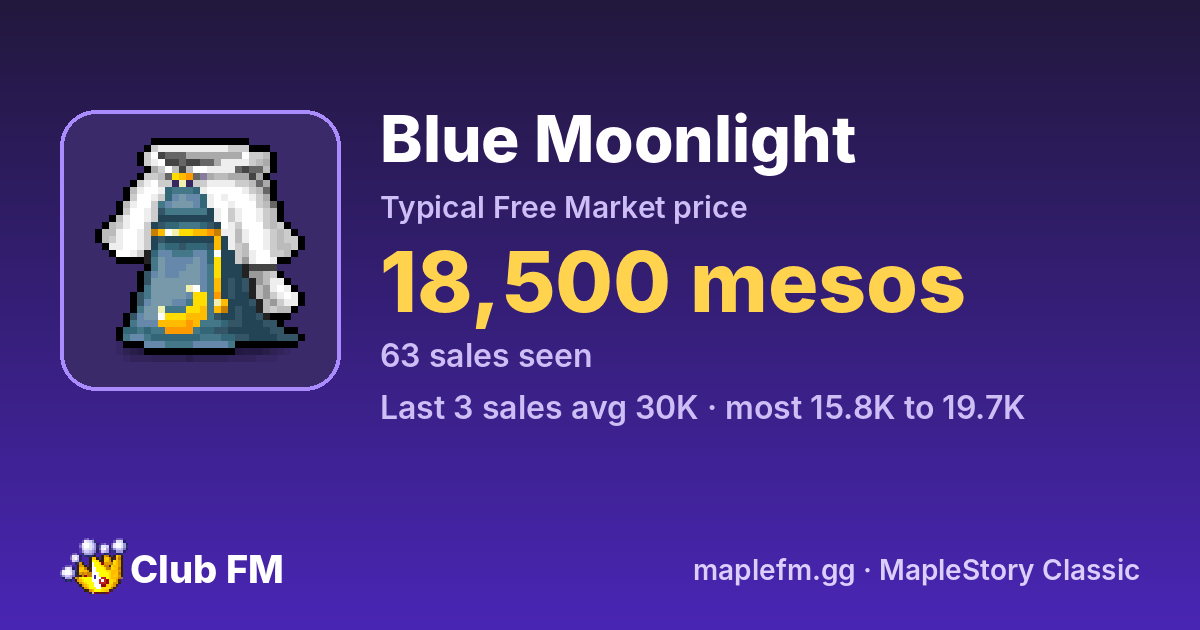 Blue Moonlight
Typical Free Market price
18,500 mesos
63 sales seen
Last 3 sales avg 30K · most 15.8K to 19.7K
Club FM
maplefm.gg · MapleStory Classic